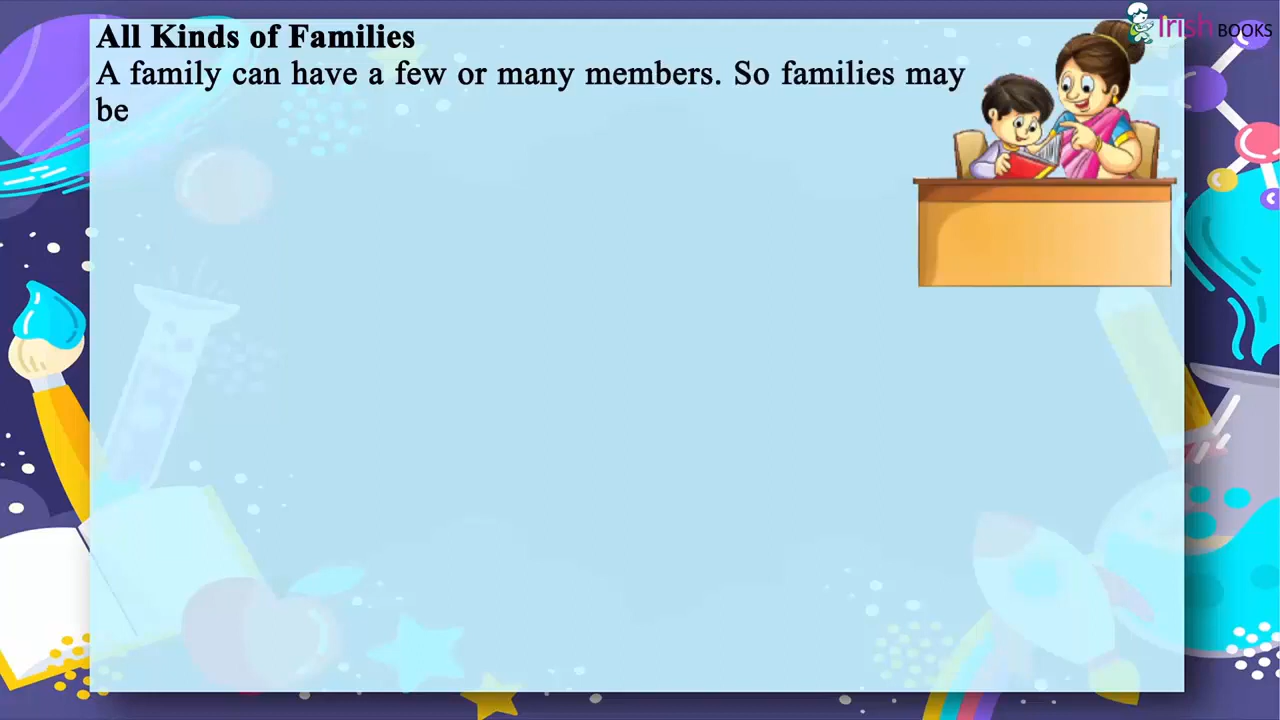 Irish BOOKS
All Kinds of Families
A family can have a few or many members. So families may
be